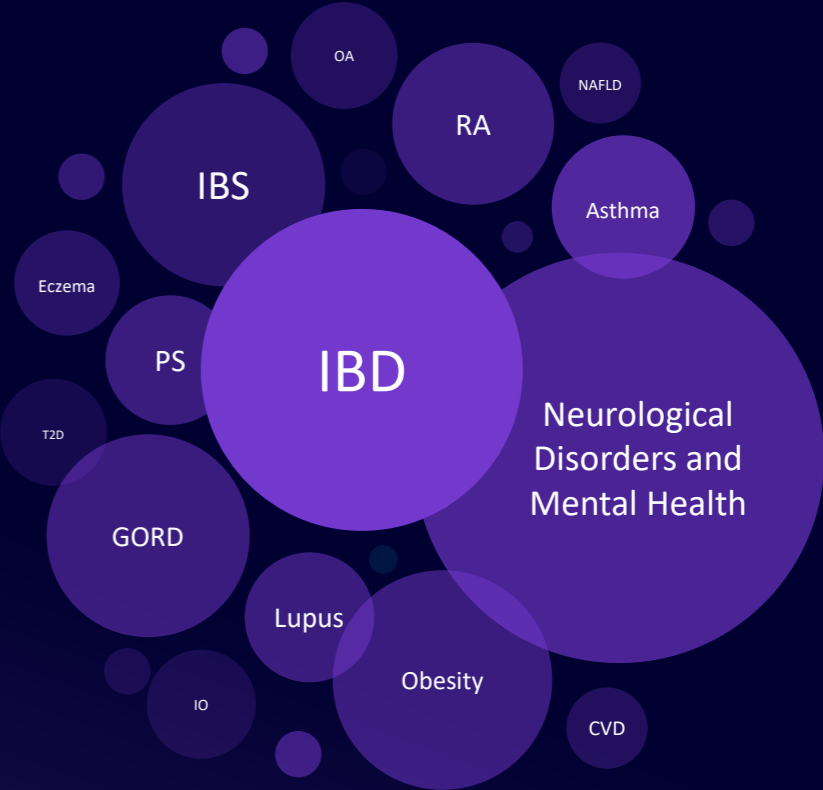 OA
NAFLD
RA
IBS
Asthma
Eczema
PS
IBD
Neurological
Disorders and
Mental Health
T2D
GORD
Lupus
Obesity
IO
CVD